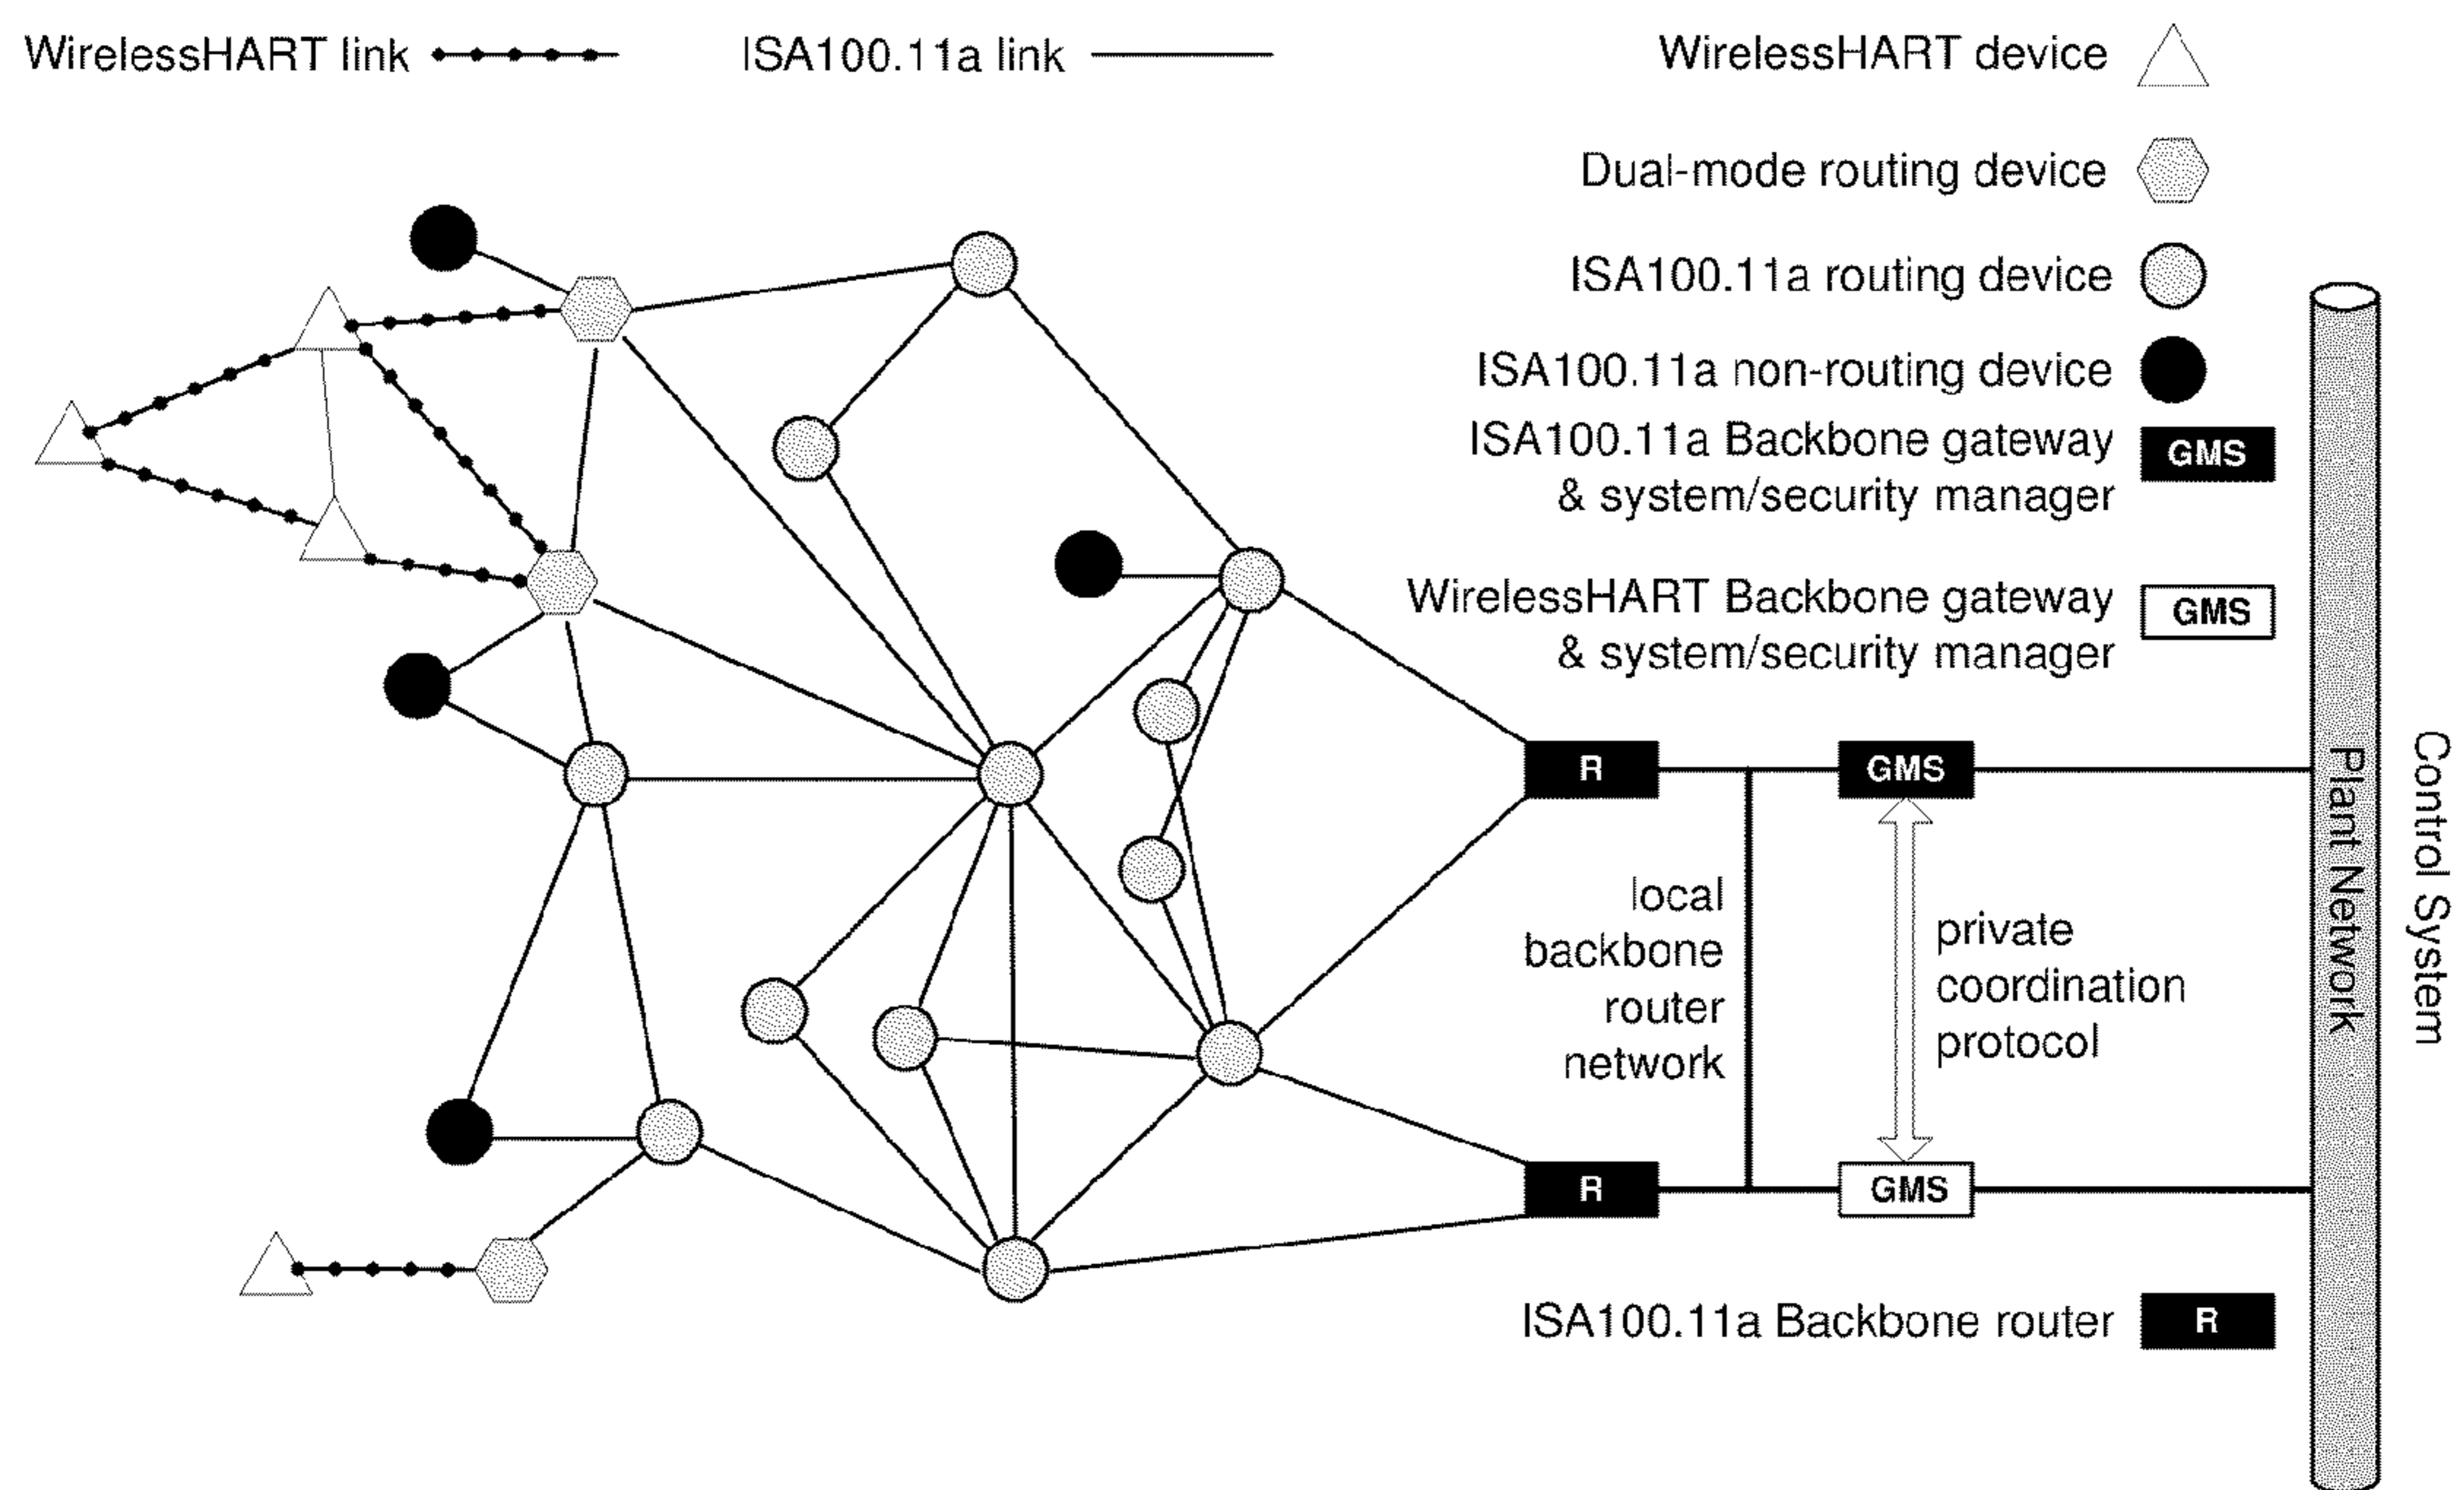 WirelessHART link
ISA100.11a link
WirelessHART device
Dual-mode routing device
ISA100.11a routing device
ISA100.11a non-routing device
ISA100.11a Backbone gateway
& system/security manager
GMS
WirelessHART Backbone gateway
& system/security manager
GMS
R
GMS
local
backbone
router
network
private
coordination
protocol
R
GMS
ISA100.11a Backbone router
R
Plant Network
Control System